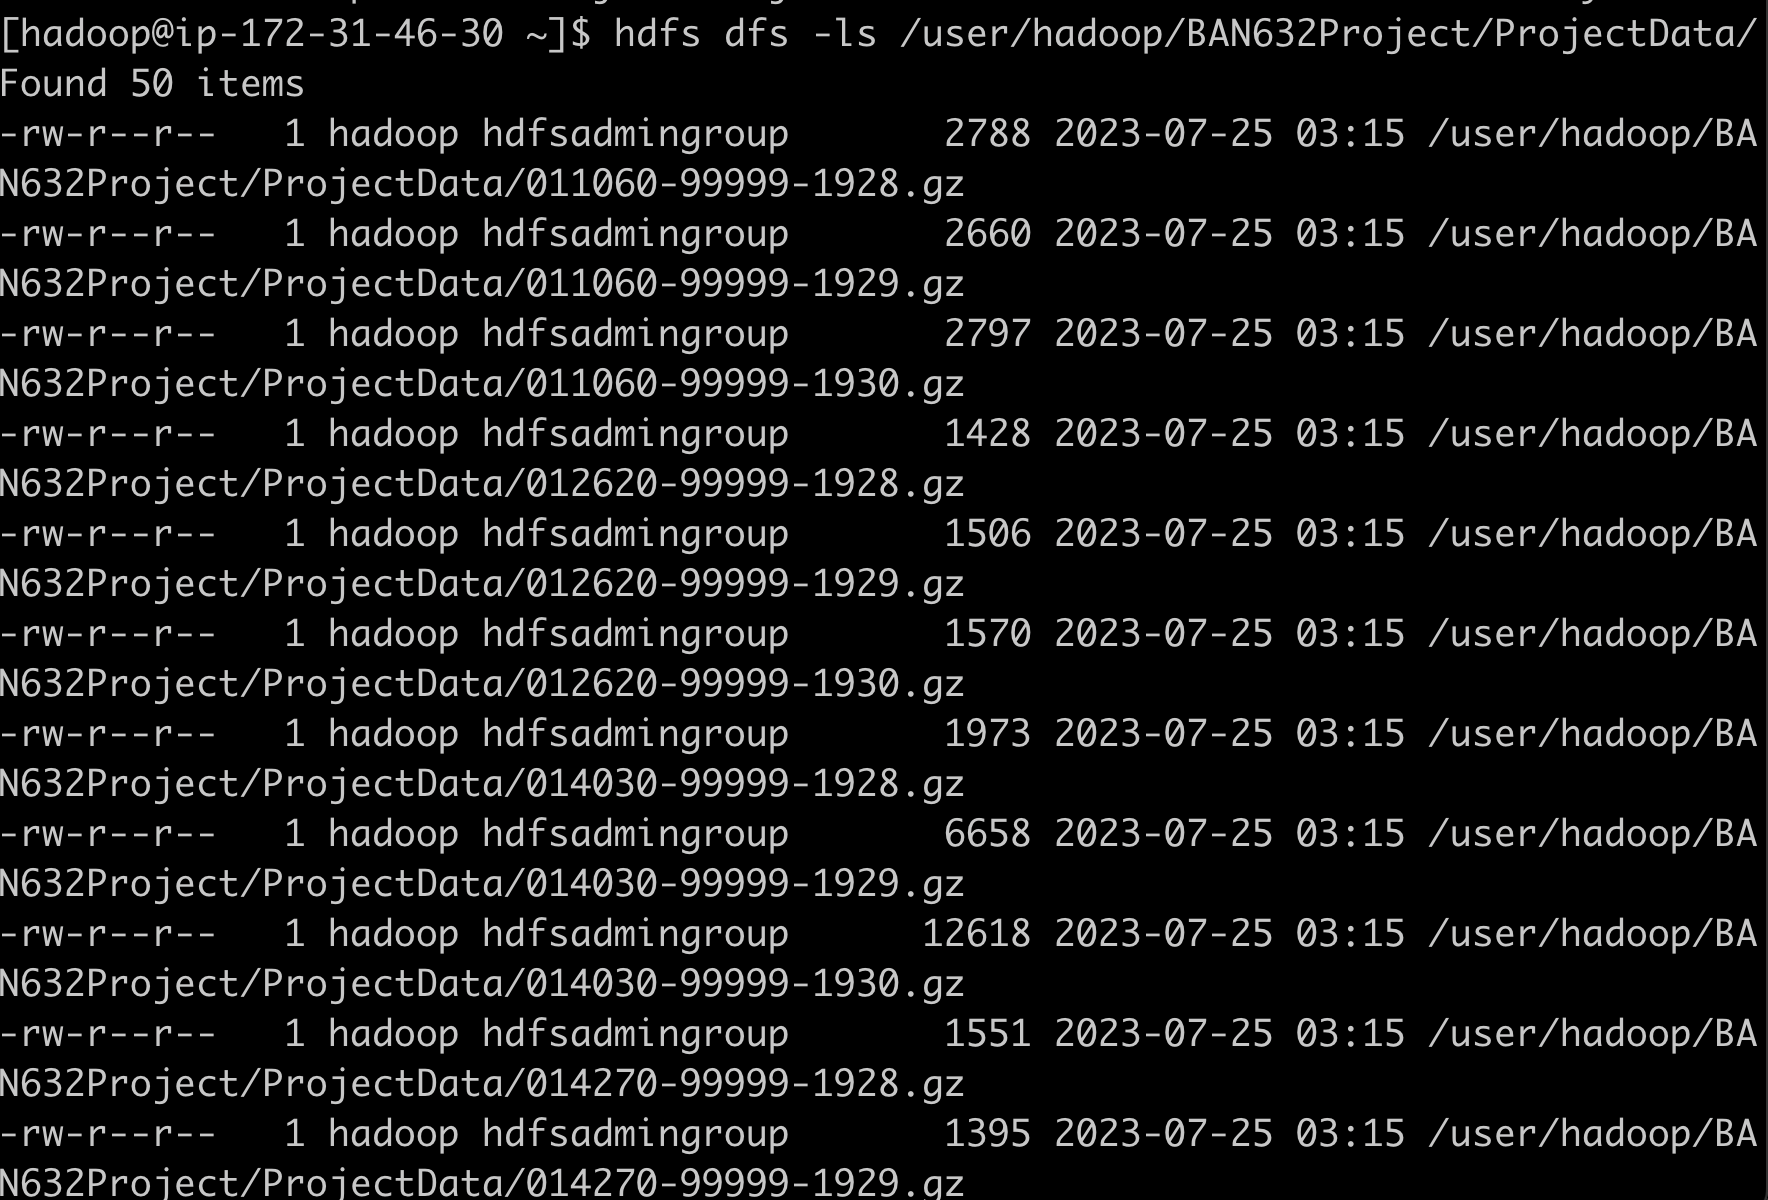 [hadoop@ip-172-31-46-30 ~]$ hdfs dfs -ls /user/hadoop/BAN632Project/ProjectData/
Found 50 items
-rw-r--r--   1 hadoop hdfsadmingroup       2788 2023-07-25 03:15 /user/hadoop/BA
N632Project/ProjectData/011060-99999-1928.gz
-rw-r--r--   1 hadoop hdfsadmingroup       2660 2023-07-25 03:15 /user/hadoop/BA
N632Project/ProjectData/011060-99999-1929.gz
-rw-r--r--   1 hadoop hdfsadmingroup       2797 2023-07-25 03:15 /user/hadoop/BA
N632Project/ProjectData/011060-99999-1930.gz
-rw-r--r--   1 hadoop hdfsadmingroup       1428 2023-07-25 03:15 /user/hadoop/BA
N632Project/ProjectData/012620-99999-1928.gz
-rw-r--r--   1 hadoop hdfsadmingroup       1506 2023-07-25 03:15 /user/hadoop/BA
N632Project/ProjectData/012620-99999-1929.gz
-rw-r--r--   1 hadoop hdfsadmingroup       1570 2023-07-25 03:15 /user/hadoop/BA
N632Project/ProjectData/012620-99999-1930.gz
-rw-r--r--   1 hadoop hdfsadmingroup       1973 2023-07-25 03:15 /user/hadoop/BA
N632Project/ProjectData/014030-99999-1928.gz
-rw-r--r--   1 hadoop hdfsadmingroup       6658 2023-07-25 03:15 /user/hadoop/BA
N632Project/ProjectData/014030-99999-1929.gz
-rw-r--r--   1 hadoop hdfsadmingroup      12618 2023-07-25 03:15 /user/hadoop/BA
N632Project/ProjectData/014030-99999-1930.gz
-rw-r--r--   1 hadoop hdfsadmingroup       1551 2023-07-25 03:15 /user/hadoop/BA
N632Project/ProjectData/014270-99999-1928.gz
-rw-r--r--   1 hadoop hdfsadmingroup       1395 2023-07-25 03:15 /user/hadoop/BA
N632Project/ProjectData/014270-99999-1929.gz